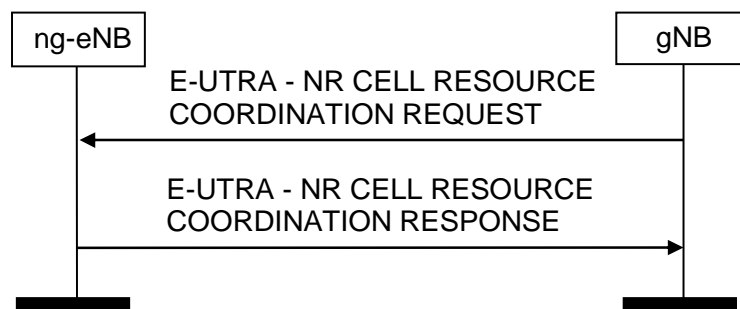 ng-eNB
gNB
E-UTRA - NR CELL RESOURCE
COORDINATION REQUEST
E-UTRA - NR CELL RESOURCE
COORDINATION RESPONSE